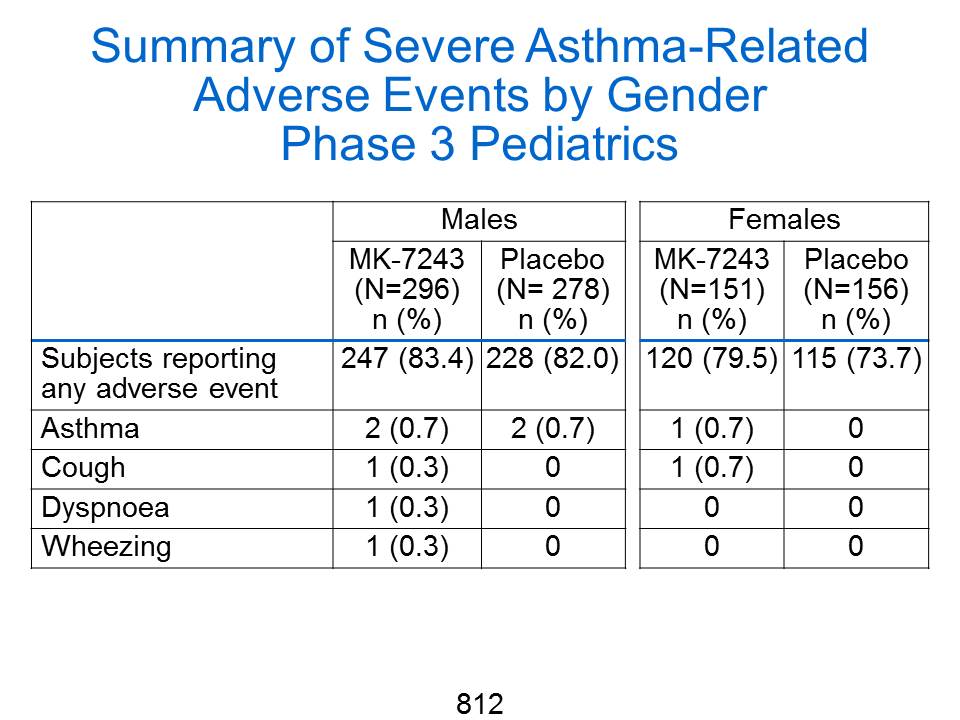 Summary of Severe Asthma-Related
Adverse Events by Gender
Phase 3 Pediatrics
Males Females
MK-7243 (N=296) n (%) Placebo (N= 278) n (%) MK-7243 (N=151) n (%) Placebo (N=156) n (%)
Subjects reporting any adverse event 247 (83.4) 228 (82.0) 120 (79.5) 115 (73.7)
Asthma 2 (0.7) 2 (0.7) 1 (0.7) 0
Cough 1 (0.3) 0 1 (0.7) 0
Dyspnoea 1 (0.3) 0 0 0
Wheezing 1 (0.3) 0 0 0
812